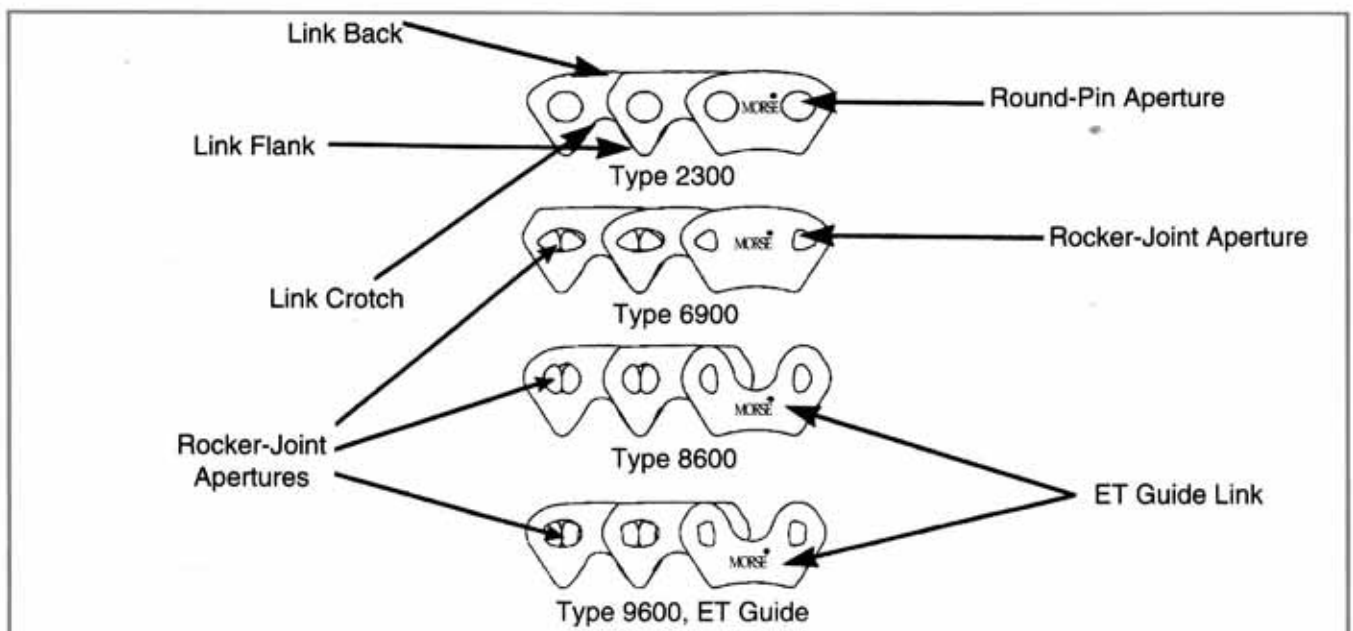 Link Back
Round-Pin Aperture
MORSE
Link Flank
Type 2300
Rocker-Joint Aperture
MORSE
Link Crotch
Type 6900
MORSE
Rocker-Joint
Apertures
Type 8600
ET Guide Link
MORSE
Type 9600, ET Guide